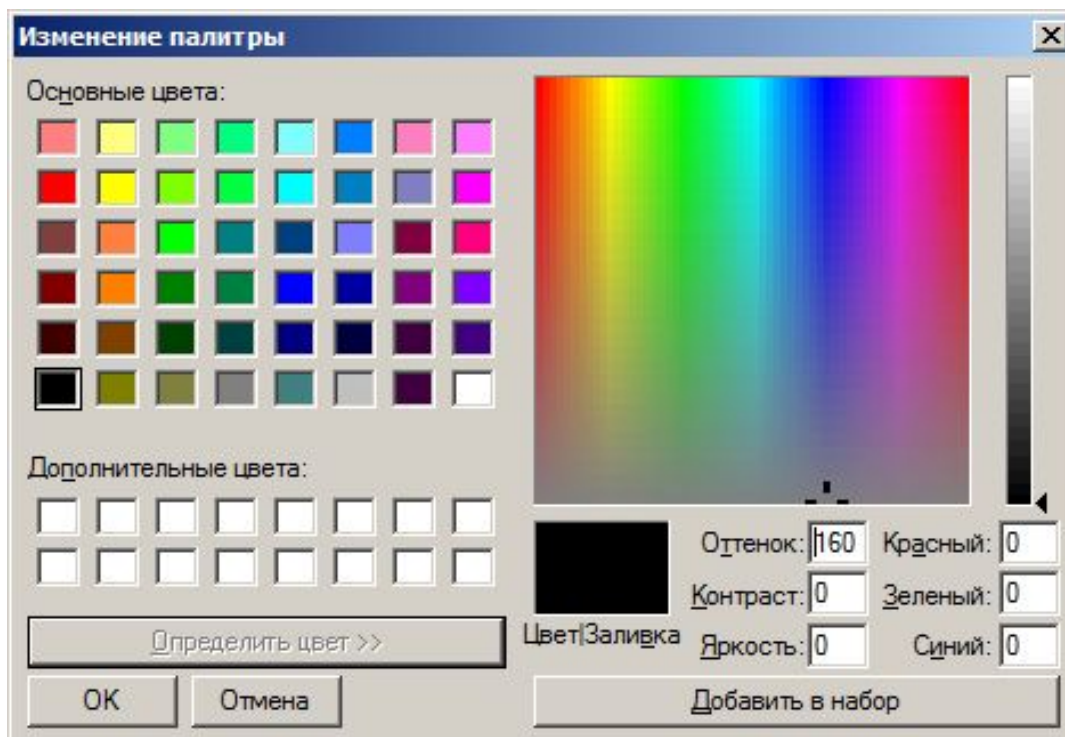 Изменение палитры
Основные цвета:
Дополнительные цвета:
Определить цвет >>
ОК
Отмена
Цвет|Заливка
Оттенок: 160
Контраст: 0
Яркость: 0
Красный: 0
Зеленый: 0
Синий: 0
Добавить в набор